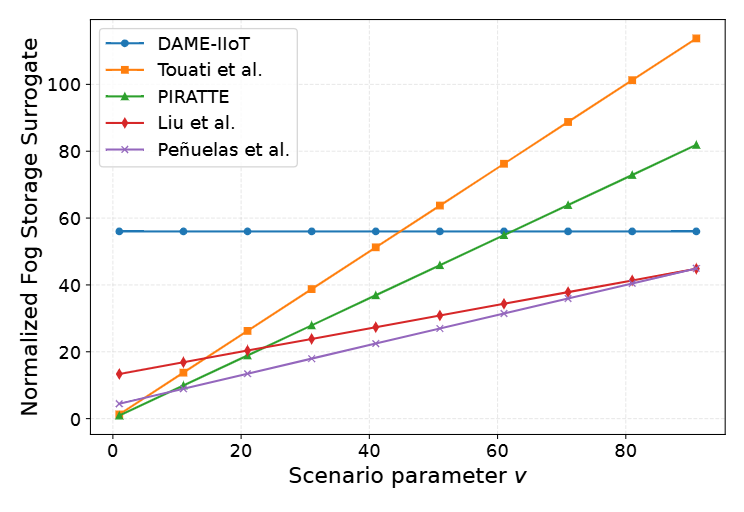 DAME-IIoT
Touati et al.
PIRATTE
Liu et al.
Peñuelas et al.
Normalized Fog Storage Surrogate
100
80
60
40
20
0
0 20 40 60 80
Scenario parameter v